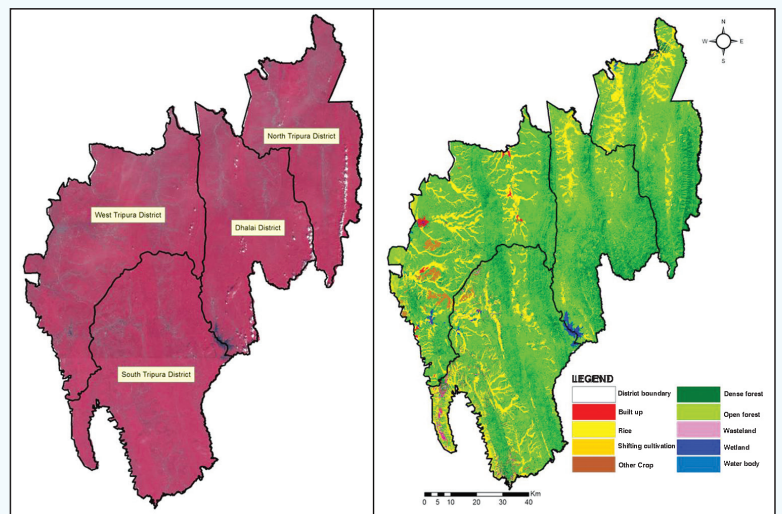 North Tripura District
West Tripura District
Dhalai District
South Tripura District
N
W E
S
LEGEND
District boundary
Built up
Rice
Shifting cultivation
Other Crop
Dense forest
Open forest
Wasteland
Wetland
Water body
Km
0 5 10 20 30 40